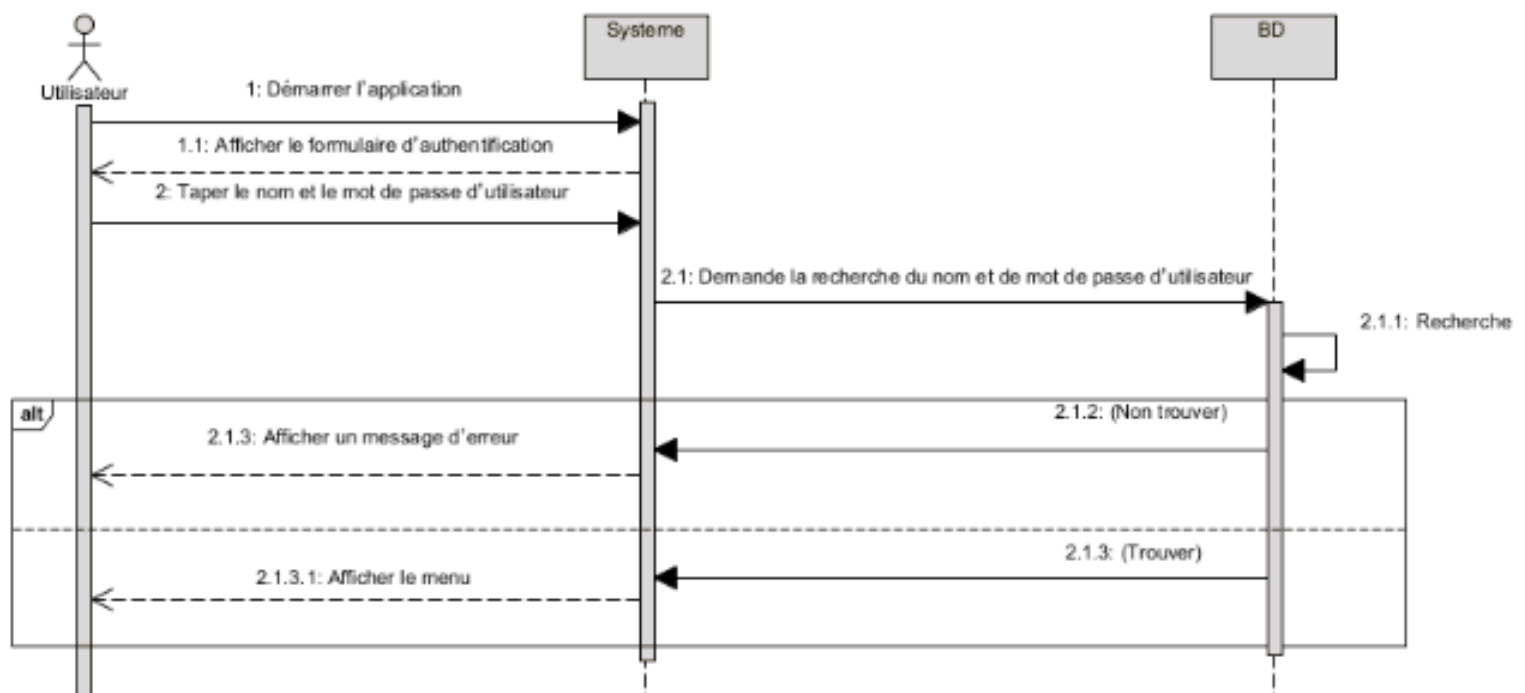 Systeme
BD
Utilisateur
1: Démarrer l'application
1.1: Afficher le formulaire d'authentification
2: Taper le nom et le mot de passe d'utilisateur
2.1: Demande la recherche du nom et de mot de passe d'utilisateur
2.1.1: Recherche
alt
2.1.2: (Non trouver)
2.1.3: Afficher un message d'erreur
2.1.3: (Trouver)
2.1.3.1: Afficher le menu